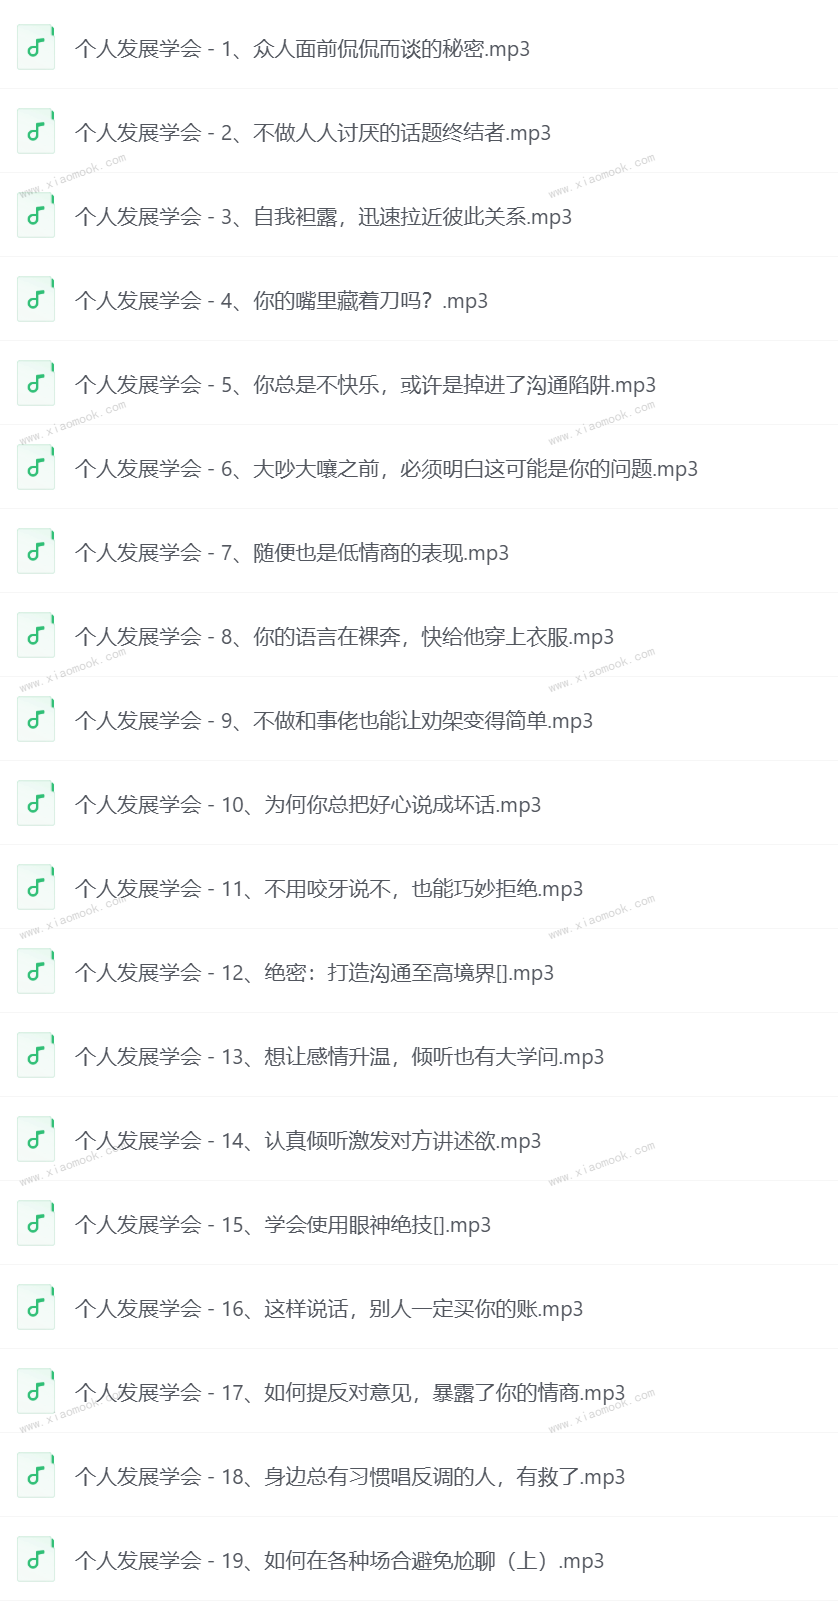 个人发展学会 - 1、众人面前侃侃而谈的秘密.mp3
个人发展学会 - 2、不做人人讨厌的话题终结者.mp3
www.xiaomook.com www.xiaomook.com
个人发展学会 - 3、自我袒露，迅速拉近彼此关系.mp3
个人发展学会 - 4、你的嘴里藏着刀吗？.mp3
个人发展学会 - 5、你总是不快乐，或许是掉进了沟通陷阱.mp3
www.xiaomook.com www.xiaomook.com
个人发展学会 - 6、大吵大嚷之前，必须明白这可能是你的问题.mp3
个人发展学会 - 7、随便也是低情商的表现.mp3
个人发展学会 - 8、你的语言在裸奔，快给他穿上衣服.mp3
www.xiaomook.com www.xiaomook.com
个人发展学会 - 9、不做和事佬也能让劝架变得简单.mp3
个人发展学会 - 10、为何你总把好心说成坏话.mp3
个人发展学会 - 11、不用咬牙说不，也能巧妙拒绝.mp3
www.xiaomook.com www.xiaomook.com
个人发展学会 - 12、绝密：打造沟通至高境界[].mp3
个人发展学会 - 13、想让感情升温，倾听也有大学问.mp3
个人发展学会 - 14、认真倾听激发对方讲述欲.mp3
www.xiaomook.com www.xiaomook.com
个人发展学会 - 15、学会使用眼神绝技[].mp3
个人发展学会 - 16、这样说话，别人一定买你的账.mp3
个人发展学会 - 17、如何提反对意见，暴露了你的情商.mp3
www.xiaomook.com www.xiaomook.com
个人发展学会 - 18、身边总有习惯唱反调的人，有救了.mp3
个人发展学会 - 19、如何在各种场合避免尬聊（上）.mp3